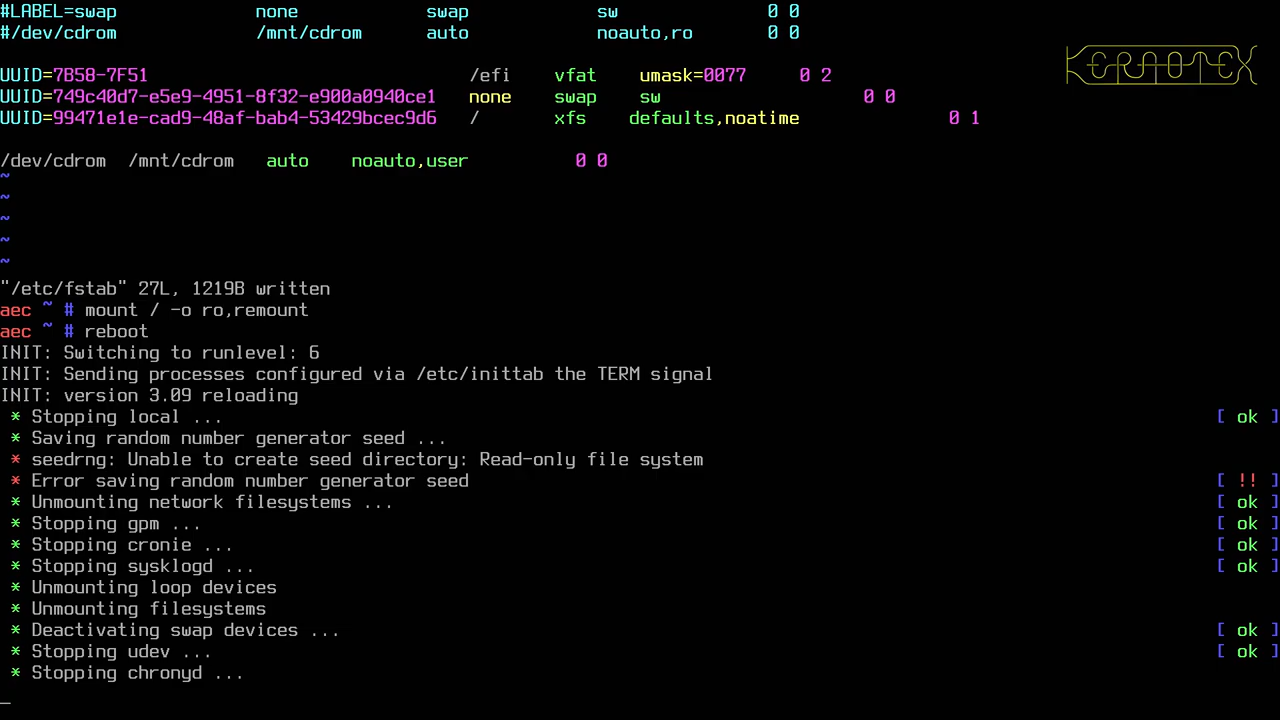 #LABEL=swap none swap sw 0 0
#/dev/cdrom /mnt/cdrom auto noauto,ro 0 0
UUID=7B58-7F51 /efi vfat umask=0077 0 2
UUID=749c40d7-e5e9-4951-8f32-e900a0940ce1 none swap sw 0 0
UUID=99471e1e-cad9-48af-bab4-53429bcec9d6 / xfs defaults,noatime 0 1
/dev/cdrom /mnt/cdrom auto noauto,user 0 0
~
~
~
~
~
"/etc/fstab" 27L, 1219B written
aec ~ # mount / -o ro,remount
aec ~ # reboot
INIT: Switching to runlevel: 6
INIT: Sending processes configured via /etc/inittab the TERM signal
INIT: version 3.09 reloading
* Stopping local ... [ ok ]
* Saving random number generator seed ...
* seedrng: Unable to create seed directory: Read-only file system
* Error saving random number generator seed [ !! ]
* Unmounting network filesystems ... [ ok ]
* Stopping gpm ... [ ok ]
* Stopping cronie ... [ ok ]
* Stopping sysklogd ... [ ok ]
* Unmounting loop devices
* Unmounting filesystems
* Deactivating swap devices ... [ ok ]
* Stopping udev ... [ ok ]
* Stopping chronyd ...